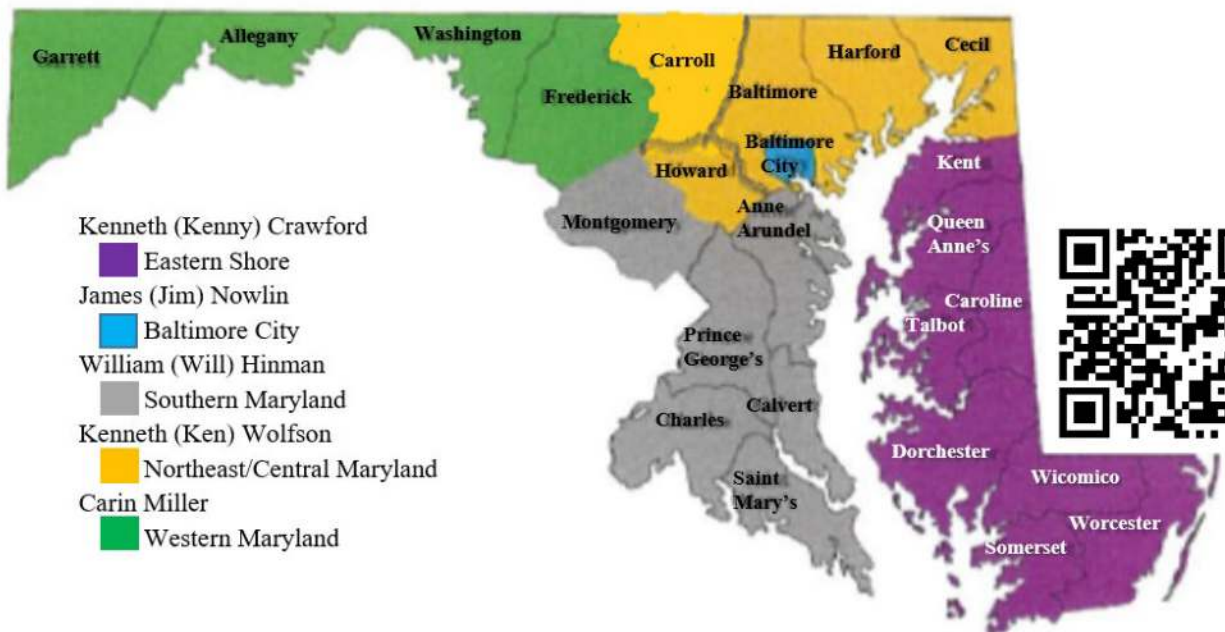 Garrett
Allegany
Washington
Frederick
Carroll
Baltimore
Harford
Cecil
Baltimore
City
Howard
Montgomery
Anne
Arundel
Kent
Queen
Anne's
Caroline
Talbot
Prince
George's
Charles
Calvert
Saint
Mary's
Dorchester
Wicomico
Worcester
Somerset
Kenneth (Kenny) Crawford
Eastern Shore
James (Jim) Nowlin
Baltimore City
William (Will) Hinman
Southern Maryland
Kenneth (Ken) Wolfson
Northeast/Central Maryland
Carin Miller
Western Maryland